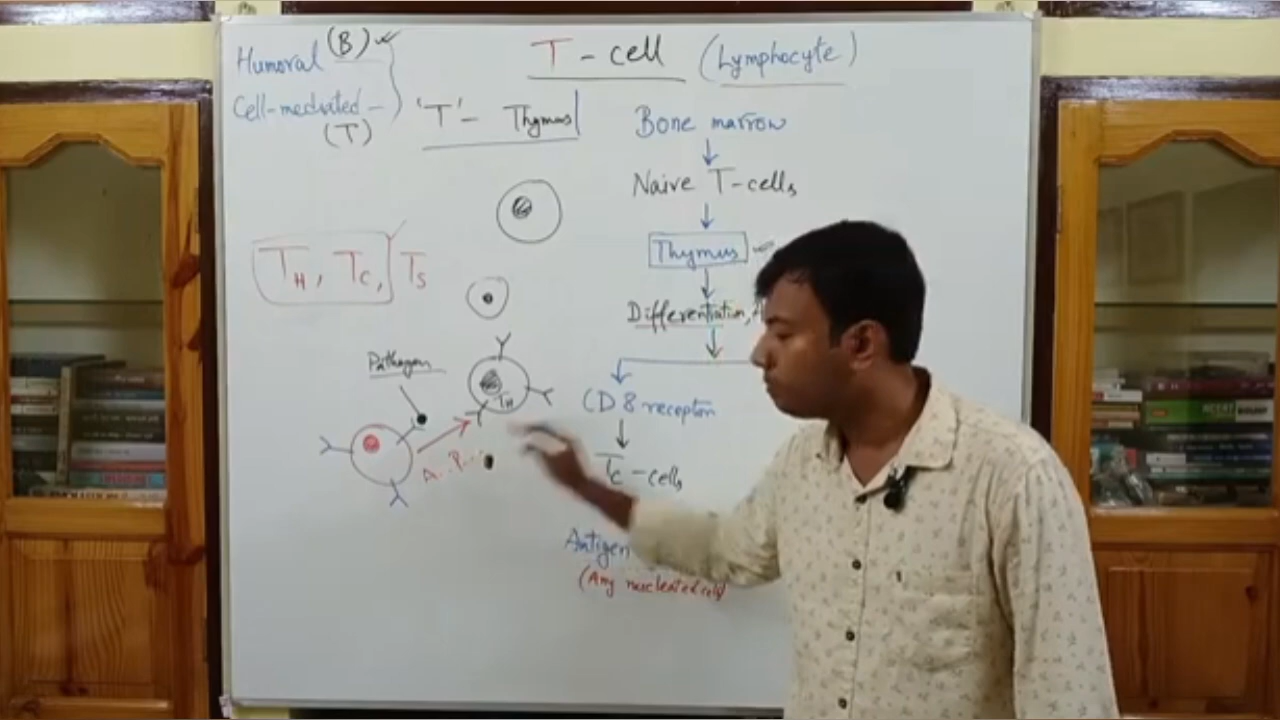 Humoral (B) ✓
Cell-mediated -
(T)
T-cell (Lymphocyte)
'T' - Thymus
Bone marrow
Naive T-cells
Thymus
Differentiation,
TH, TC, TS
Pathogen
TH
A..P...
CD 8 receptor
Tc-cells
Antigen
(Any nucleated cell)